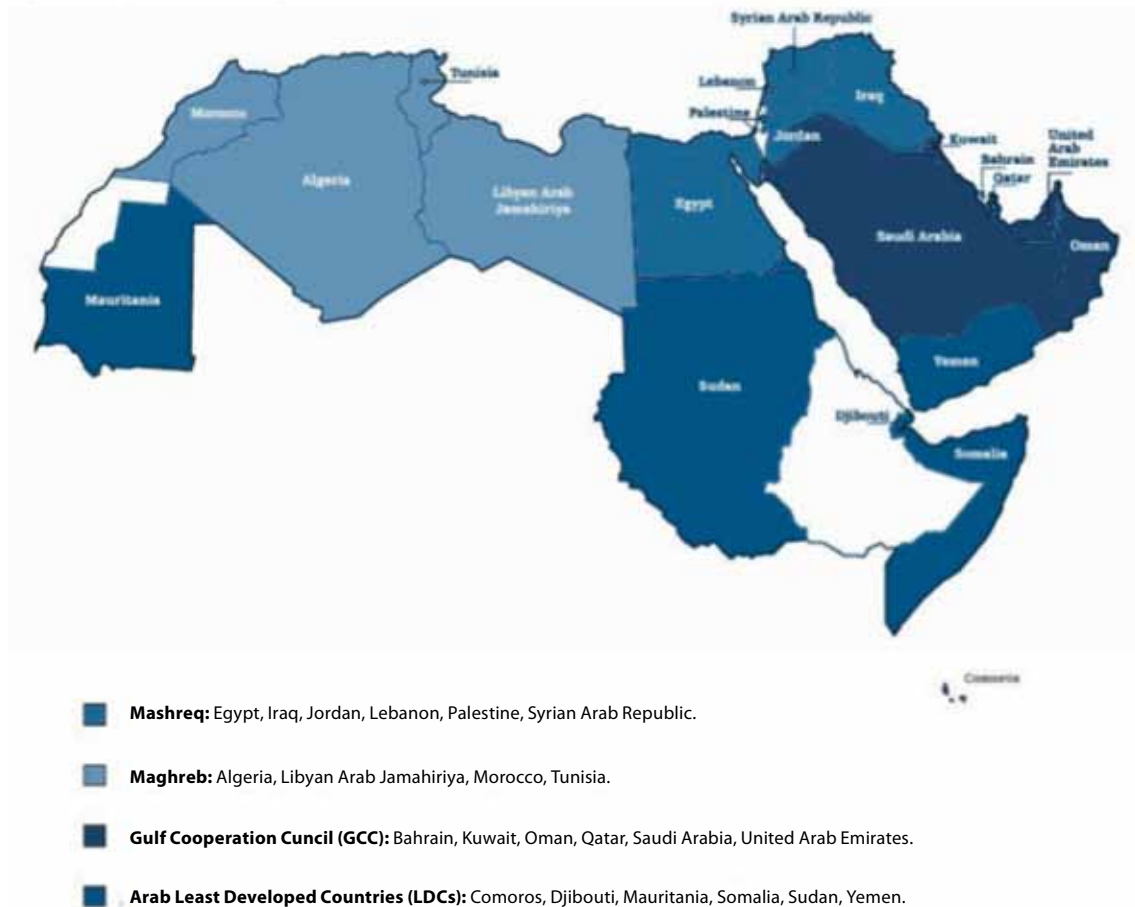 Syrian Arab Republic
Tunisia
Lebanon
Morocco
Iraq
Palestine
Jordan
Kuwait
United
Arab
Emirates
Bahrain
Qatar
Algeria
Libyan Arab
Jamahiriya
Egypt
Saudi Arabia
Oman
Mauritania
Yemen
Sudan
Djibouti
Somalia
Comoros
Mashreq: Egypt, Iraq, Jordan, Lebanon, Palestine, Syrian Arab Republic.
Maghreb: Algeria, Libyan Arab Jamahiriya, Morocco, Tunisia.
Gulf Cooperation Cuncil (GCC): Bahrain, Kuwait, Oman, Qatar, Saudi Arabia, United Arab Emirates.
Arab Least Developed Countries (LDCs): Comoros, Djibouti, Mauritania, Somalia, Sudan, Yemen.